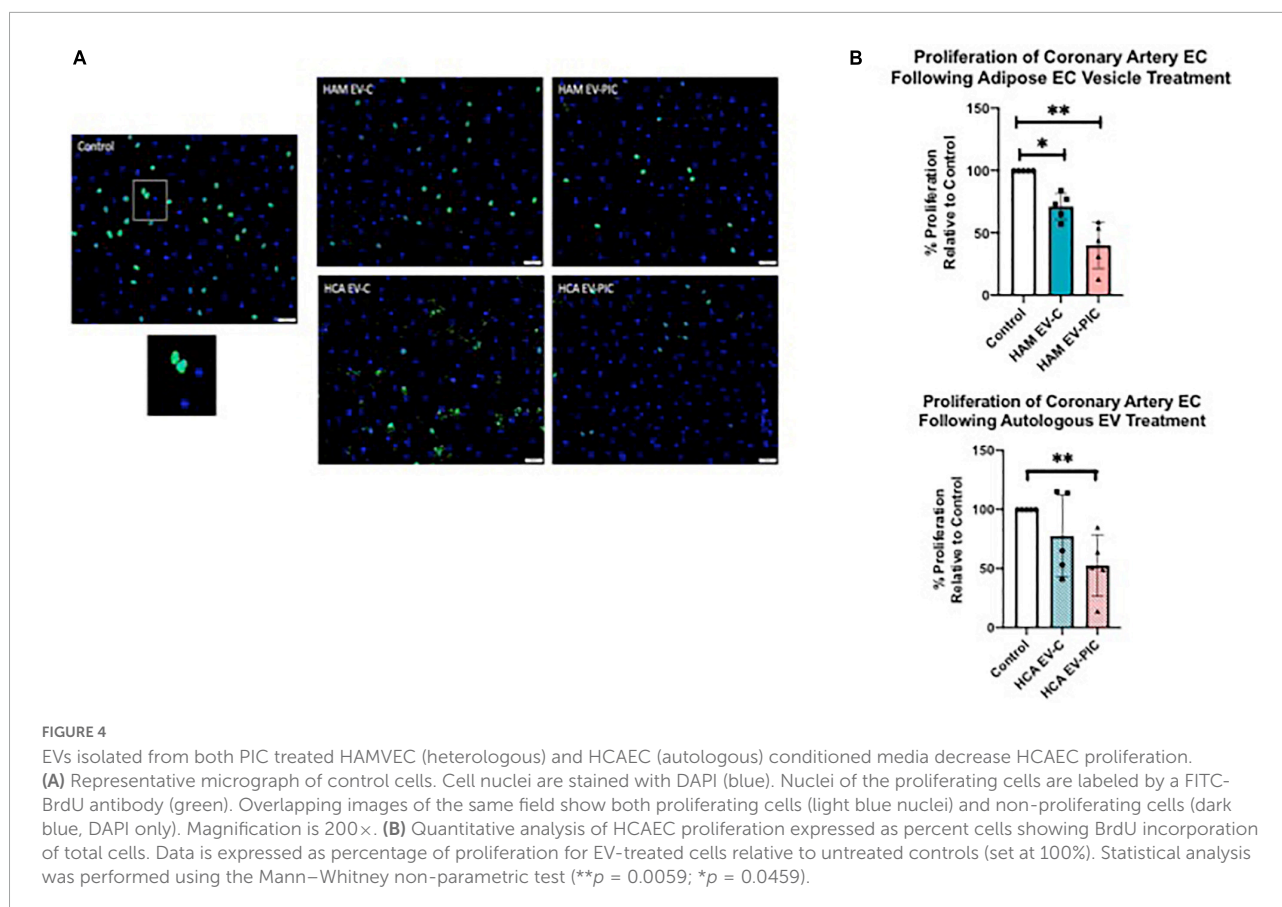 A
Control
HAM EV-C
HAM EV-PIC
HCA EV-C
HCA EV-PIC
B
Proliferation of Coronary Artery EC
Following Adipose EC Vesicle Treatment
% Proliferation
Relative to Control
150
100
50
0
**
*
Control
HAM EV-C
HAM EV-PIC
Proliferation of Coronary Artery EC
Following Autologous EV Treatment
% Proliferation
Relative to Control
150
100
50
0
**
Control
HCA EV-C
HCA EV-PIC
FIGURE 4
EVs isolated from both PIC treated HAMVEC (heterologous) and HCAEC (autologous) conditioned media decrease HCAEC proliferation.
(A) Representative micrograph of control cells. Cell nuclei are stained with DAPI (blue). Nuclei of the proliferating cells are labeled by a FITC-
BrdU antibody (green). Overlapping images of the same field show both proliferating cells (light blue nuclei) and non-proliferating cells (dark
blue, DAPI only). Magnification is 200×. (B) Quantitative analysis of HCAEC proliferation expressed as percent cells showing BrdU incorporation
of total cells. Data is expressed as percentage of proliferation for EV-treated cells relative to untreated controls (set at 100%). Statistical analysis
was performed using the Mann–Whitney non-parametric test (**p = 0.0059; *p = 0.0459).